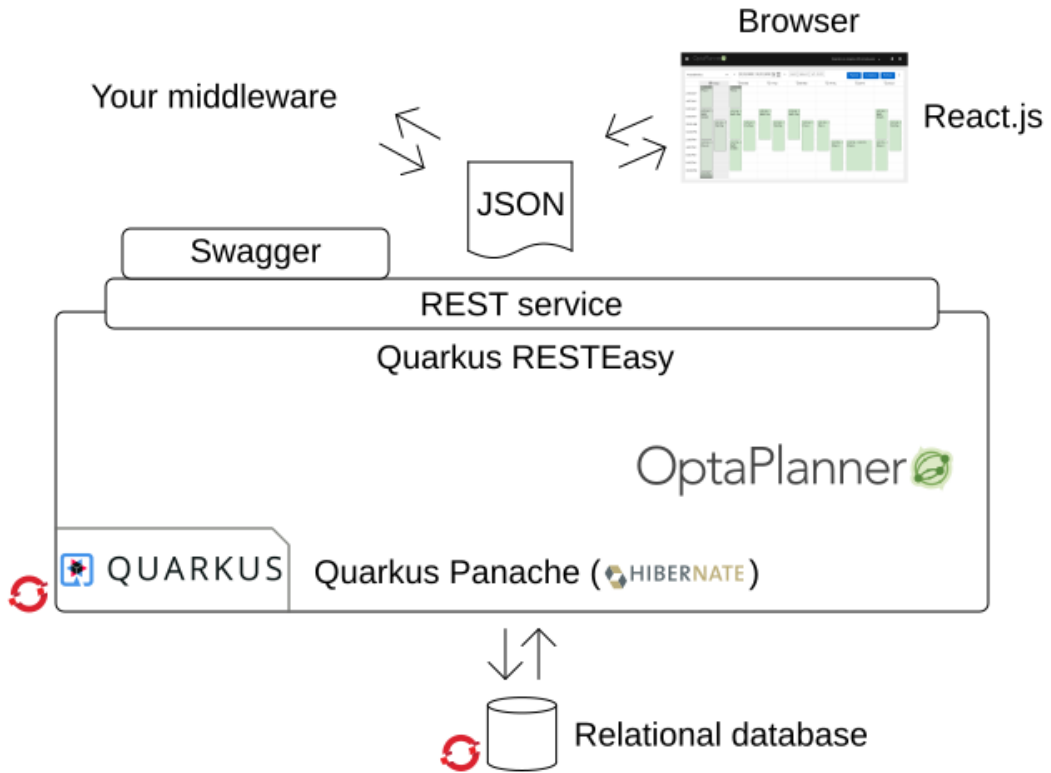 Browser
Your middleware
React.js
JSON
Swagger
REST service
Quarkus RESTEasy
OptaPlanner
QUARKUS
Quarkus Panache (HIBERNATE)
Relational database